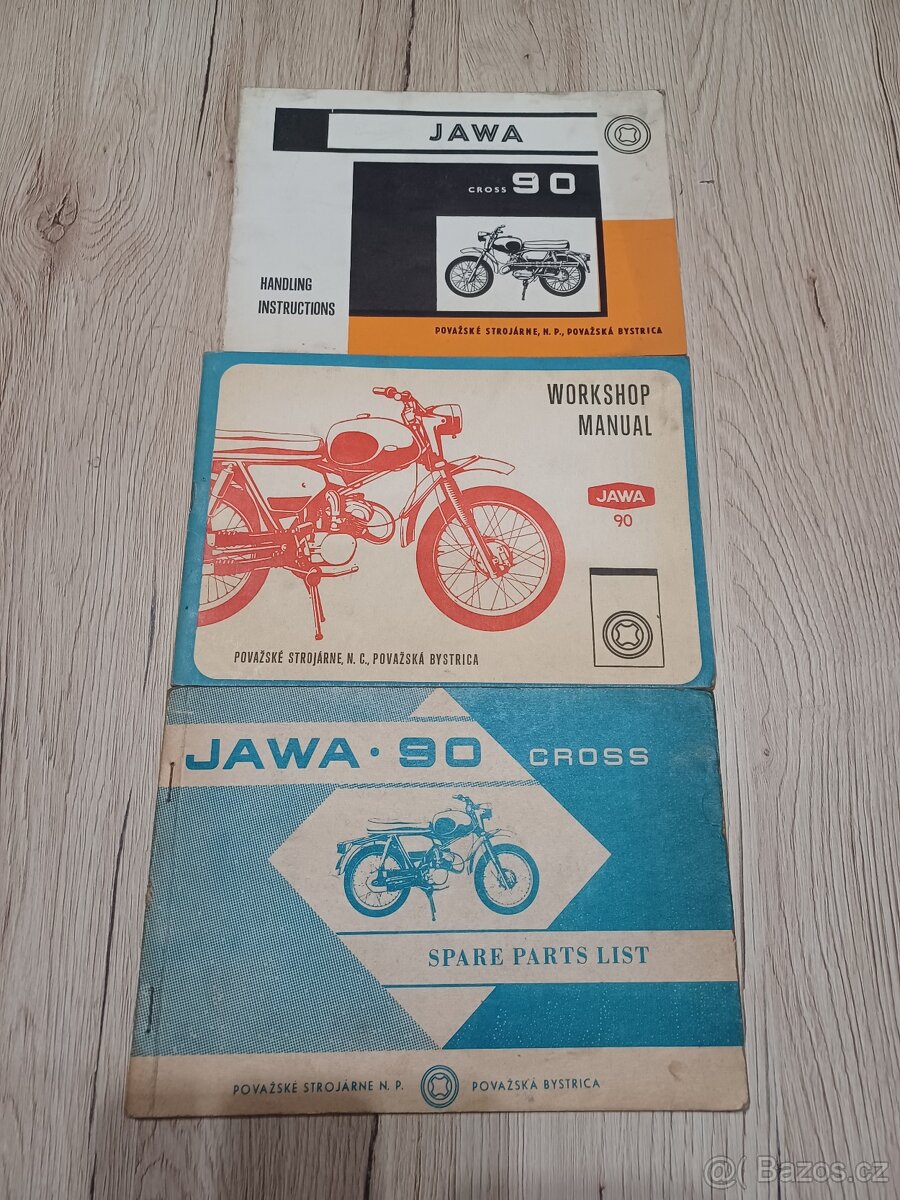 JAWA
CROSS 90
HANDLING
INSTRUCTIONS
POVAŽSKÉ STROJÁRNE, N. P., POVAŽSKÁ BYSTRICA
WORKSHOP
MANUAL
JAWA
90
POVAŽSKÉ STROJÁRNE, N. C., POVAŽSKÁ BYSTRICA
JAWA • 90 CROSS
SPARE PARTS LIST
POVAŽSKÉ STROJÁRNE N. P. POVAŽSKÁ BYSTRICA
@ Bazos.cz